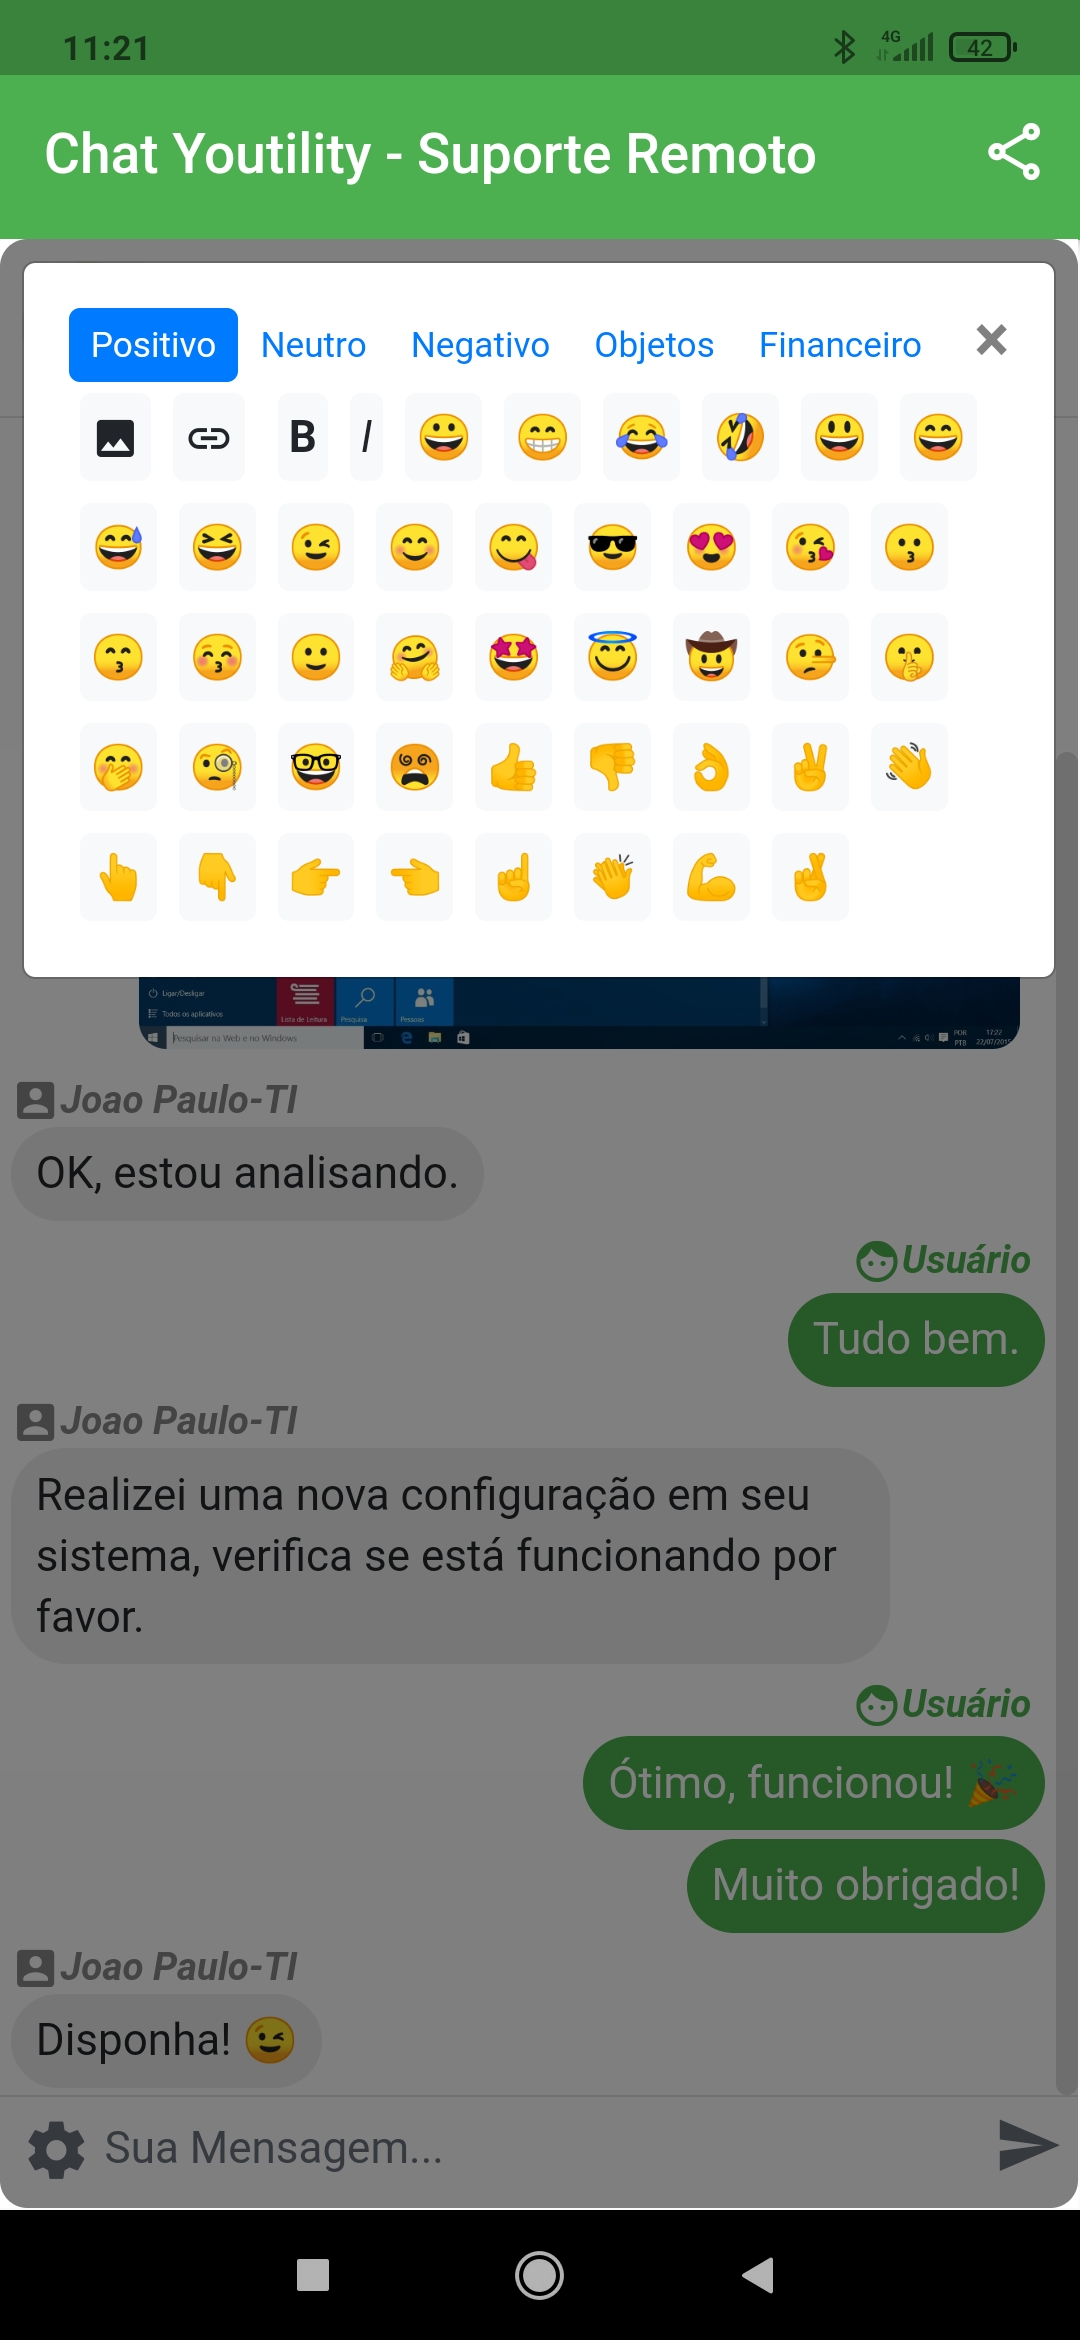 11:21
4G
42
Chat Youtility - Suporte Remoto
Positivo Neutro Negativo Objetos Financeiro ×
B I
Ligar/Desligar
Todos os aplicativos
Lista de Leitura Pesquisa Pessoas
Pesquisar na Web e no Windows
POR 17:22
PTB 22/07/2015
Joao Paulo-TI
OK, estou analisando.
Usuário
Tudo bem.
Joao Paulo-TI
Realizei uma nova configuração em seu
sistema, verifica se está funcionando por
favor.
Usuário
Ótimo, funcionou! 🎉
Muito obrigado!
Joao Paulo-TI
Disponha! 😉
Sua Mensagem...